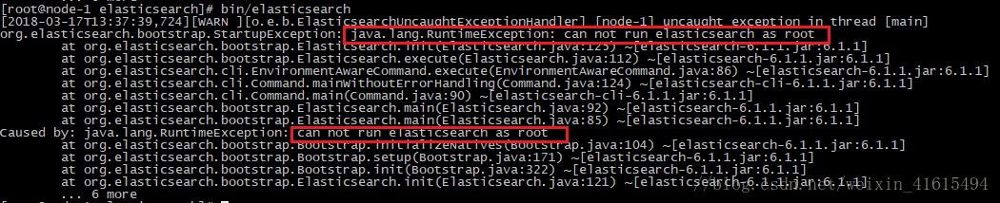 [root@node-1 elasticsearch]# bin/elasticsearch
[2018-03-17T13:37:39,724][WARN ][o.e.b.ElasticsearchUncaughtExceptionHandler] [node-1] uncaught exception in thread [main]
org.elasticsearch.bootstrap.StartupException: java.lang.RuntimeException: can not run elasticsearch as root
at org.elasticsearch.bootstrap.Elasticsearch.init(Elasticsearch.java:125) ~[elasticsearch-6.1.1.jar:6.1.1]
at org.elasticsearch.bootstrap.Elasticsearch.execute(Elasticsearch.java:112) ~[elasticsearch-6.1.1.jar:6.1.1]
at org.elasticsearch.cli.EnvironmentAwareCommand.execute(EnvironmentAwareCommand.java:86) ~[elasticsearch-6.1.1.jar:6.1.1]
at org.elasticsearch.cli.Command.mainWithoutErrorHandling(Command.java:124) ~[elasticsearch-cli-6.1.1.jar:6.1.1]
at org.elasticsearch.cli.Command.main(Command.java:90) ~[elasticsearch-cli-6.1.1.jar:6.1.1]
at org.elasticsearch.bootstrap.Elasticsearch.main(Elasticsearch.java:92) ~[elasticsearch-6.1.1.jar:6.1.1]
at org.elasticsearch.bootstrap.Elasticsearch.main(Elasticsearch.java:85) ~[elasticsearch-6.1.1.jar:6.1.1]
Caused by: java.lang.RuntimeException: can not run elasticsearch as root
at org.elasticsearch.bootstrap.Bootstrap.initializeNatives(Bootstrap.java:104) ~[elasticsearch-6.1.1.jar:6.1.1]
at org.elasticsearch.bootstrap.Bootstrap.setup(Bootstrap.java:171) ~[elasticsearch-6.1.1.jar:6.1.1]
at org.elasticsearch.bootstrap.Bootstrap.init(Bootstrap.java:322) ~[elasticsearch-6.1.1.jar:6.1.1]
at org.elasticsearch.bootstrap.Elasticsearch.init(Elasticsearch.java:121) ~[elasticsearch-6.1.1.jar:6.1.1]
... 6 more
//blog.csdn.net/weixin_41615494